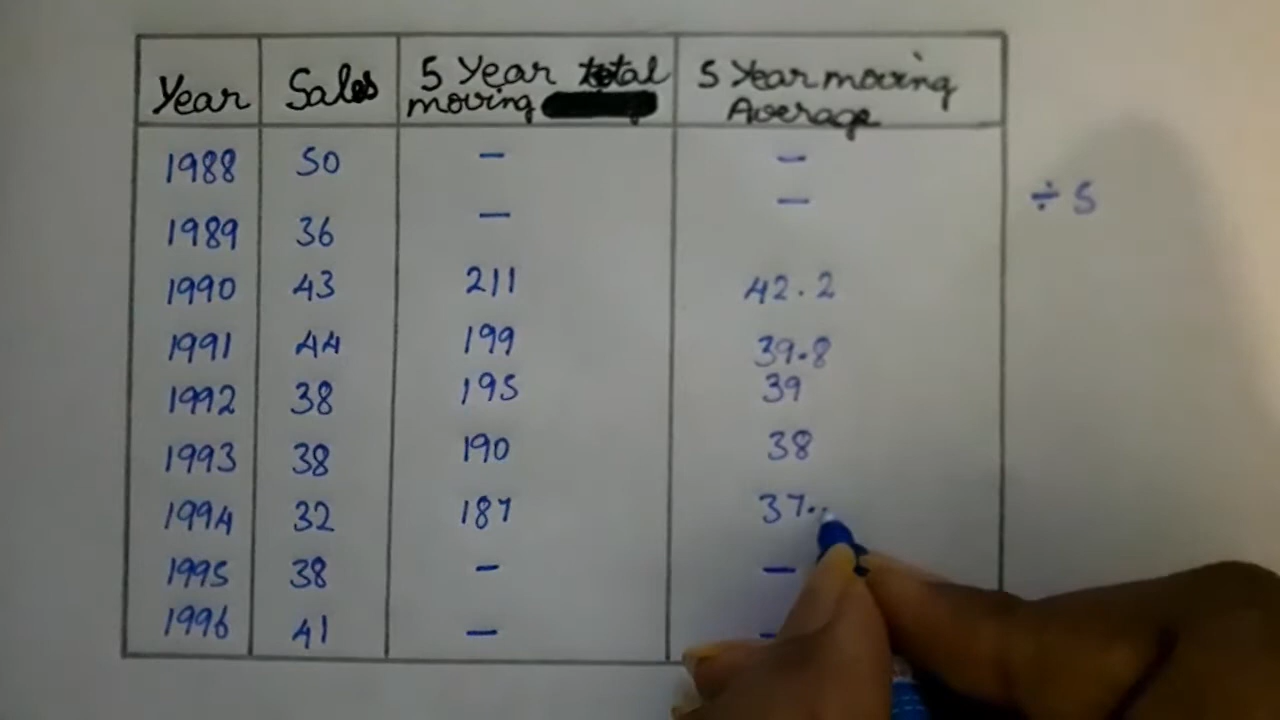 Year Sales 5 Year total moving 5 Year moving Average
1988 50 – –
÷ 5
1989 36 – –
1990 43 211 42.2
1991 44 199 39.8
1992 38 195 39
1993 38 190 38
1994 32 187 37.
1995 38 – –
1996 41 – –